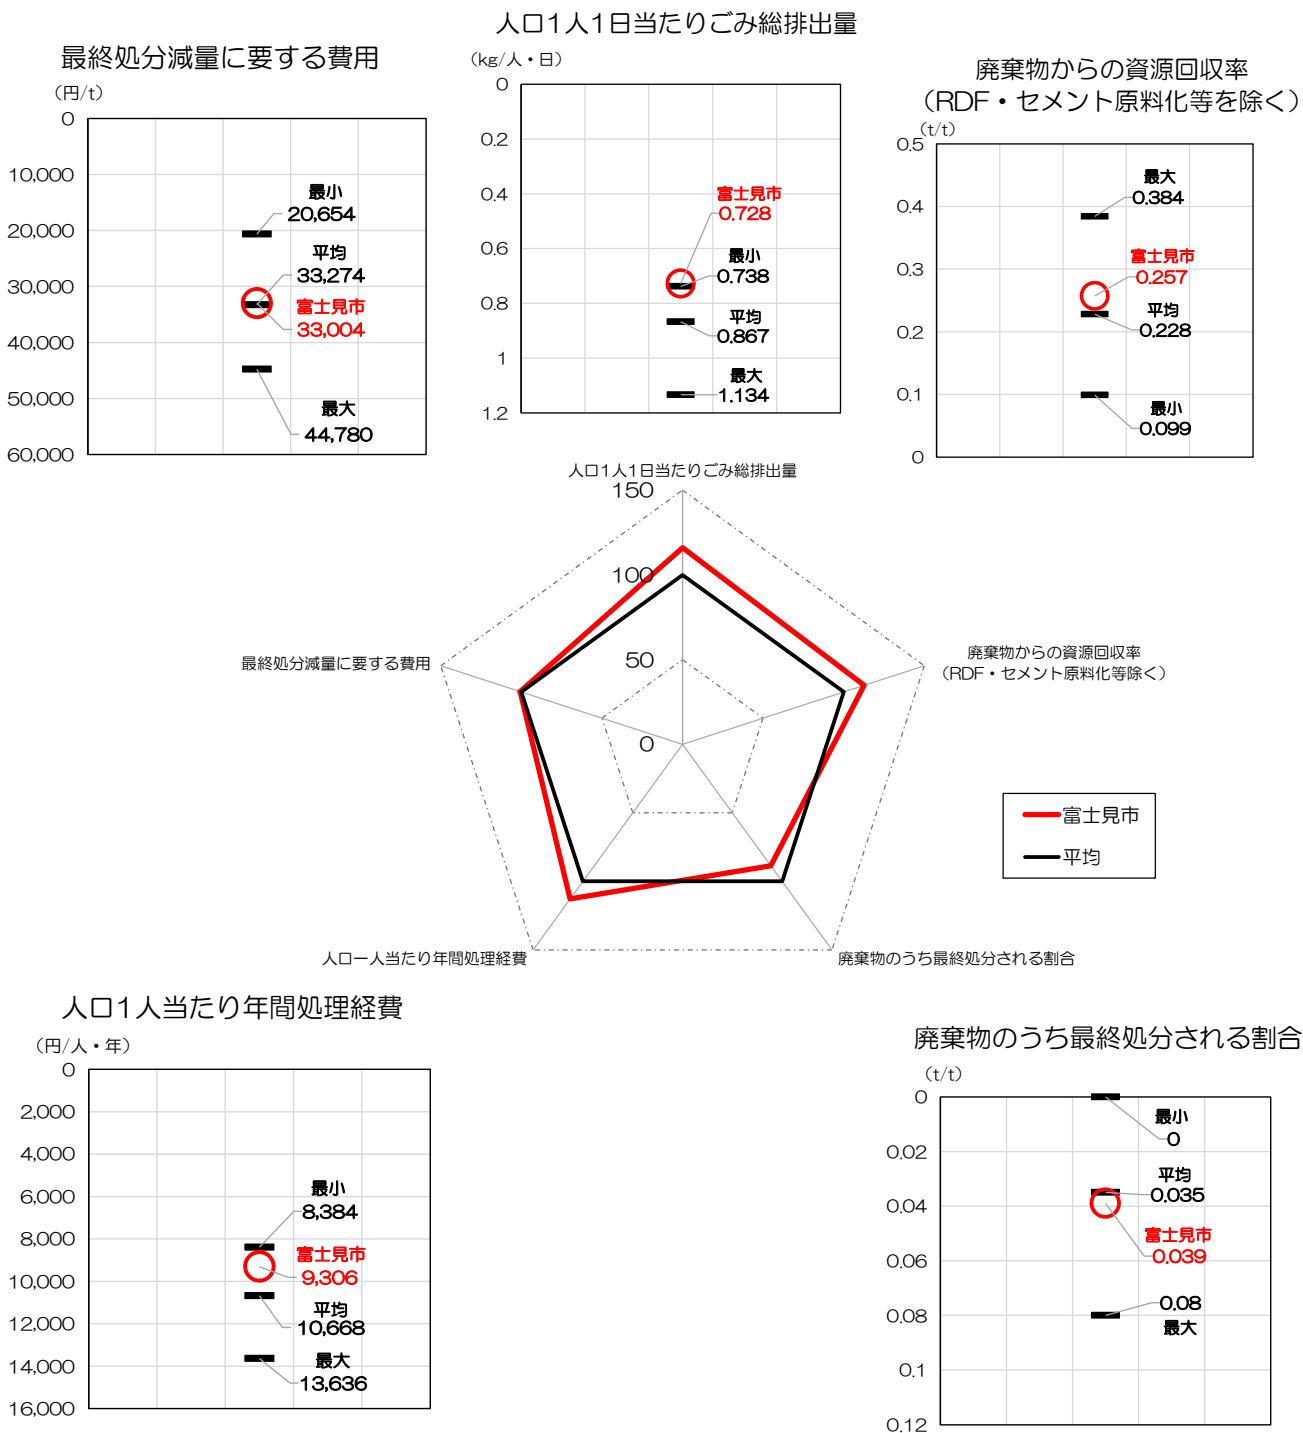 人口1人1日当たりごみ総排出量
（kg/人・日）
0
0.2
0.4
0.6
0.8
1
1.2
富士見市
0.728
最小
0.738
平均
0.867
最大
1.134
最終処分減量に要する費用
（円/t）
0
10,000
20,000
30,000
40,000
50,000
60,000
最小
20,654
平均
33,274
富士見市
33,004
最大
44,780
廃棄物からの資源回収率
（RDF・セメント原料化等を除く）
（t/t）
0.5
0.4
0.3
0.2
0.1
0
最大
0.384
富士見市
0.257
平均
0.228
最小
0.099
人口1人1日当たりごみ総排出量
150
100
50
0
最終処分減量に要する費用
廃棄物からの資源回収率
（RDF・セメント原料化等除く）
人口一人当たり年間処理経費
廃棄物のうち最終処分される割合
富士見市
平均
人口1人当たり年間処理経費
（円/人・年）
0
2,000
4,000
6,000
8,000
10,000
12,000
14,000
16,000
最小
8,384
富士見市
9,306
平均
10,668
最大
13,636
廃棄物のうち最終処分される割合
（t/t）
0
0.02
0.04
0.06
0.08
0.1
0.12
最小
0
平均
0.035
富士見市
0.039
0.08
最大